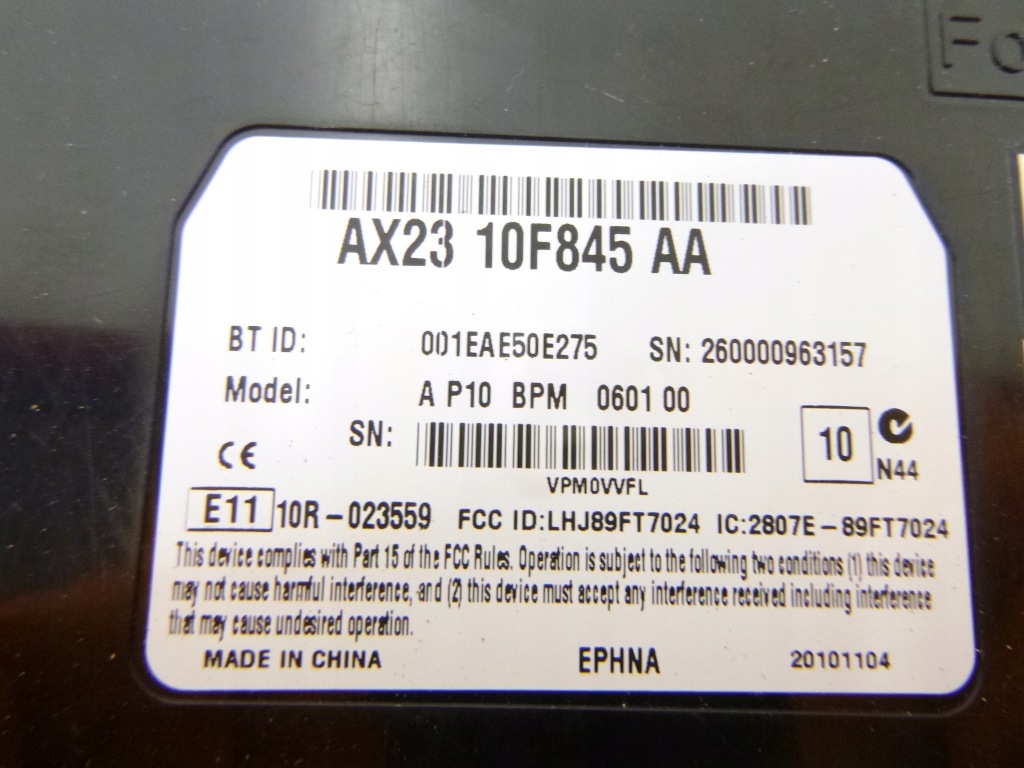 Fo
AX23 10F845 AA
BT ID: 001EAE50E275 SN: 260000963157
Model: A P10 BPM 0601 00
SN:
10
N44
VPM0VVFL
CE
E11 10R-023559 FCC ID:LHJ89FT7024 IC:2807E-89FT7024
This device complies with Part 15 of the FCC Rules. Operation is subject to the following two conditions (1) this device
may not cause harmful interference, and (2) this device must accept any interference received including interference
that may cause undesired operation.
MADE IN CHINA EPHNA 20101104